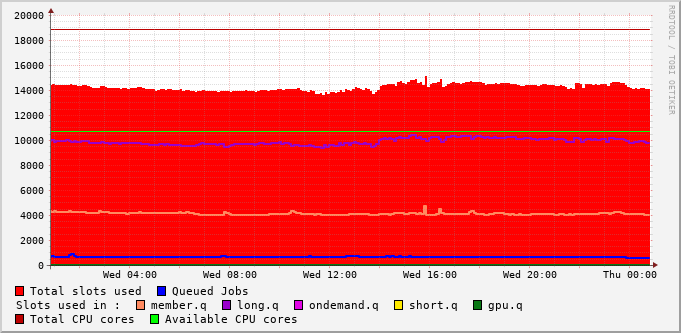 RRDTOOL / TOBI OETIKER
20000
18000
16000
14000
12000
10000
8000
6000
4000
2000
0
Wed 04:00 Wed 08:00 Wed 12:00 Wed 16:00 Wed 20:00 Thu 00:00
Total slots used Queued Jobs
Slots used in : member.q long.q ondemand.q short.q gpu.q
Total CPU cores Available CPU cores